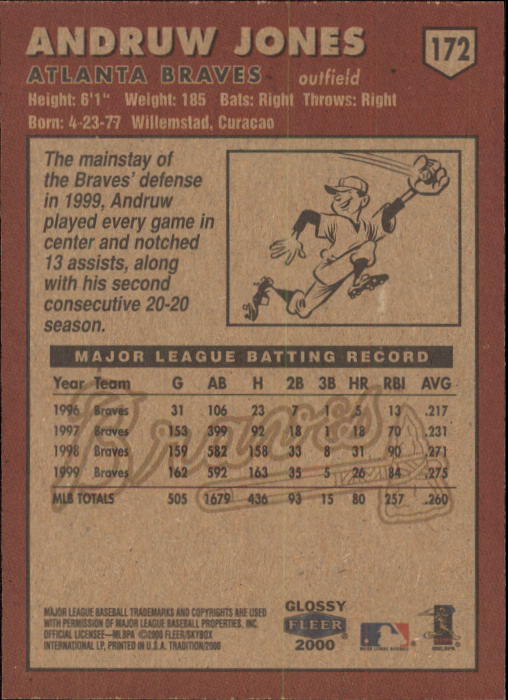 ANDRUW JONES
172
ATLANTA BRAVES outfield
Height: 6'1" Weight: 185 Bats: Right Throws: Right
Born: 4-23-77 Willemstad, Curacao
The mainstay of
the Braves' defense
in 1999, Andruw
played every game in
center and notched
13 assists, along
with his second
consecutive 20-20
season.
MAJOR LEAGUE BATTING RECORD
Year Team G AB H 2B 3B HR RBI AVG
1996 Braves 31 106 23 7 1 5 13 .217
1997 Braves 153 399 92 18 1 18 70 .231
1998 Braves 159 582 158 33 8 31 90 .271
1999 Braves 162 592 163 35 5 26 84 .275
MLB TOTALS 505 1679 436 93 15 80 257 .260
Braves
MAJOR LEAGUE BASEBALL TRADEMARKS AND COPYRIGHTS ARE USED
WITH PERMISSION OF MAJOR LEAGUE BASEBALL PROPERTIES, INC.
OFFICIAL LICENSEE—MLBPA ©2000 FLEER/SKYBOX
INTERNATIONAL LP, PRINTED IN U.S.A. TRADITION/2000
GLOSSY
FLEER
2000
MAJOR LEAGUE BASEBALL
©MLBPA